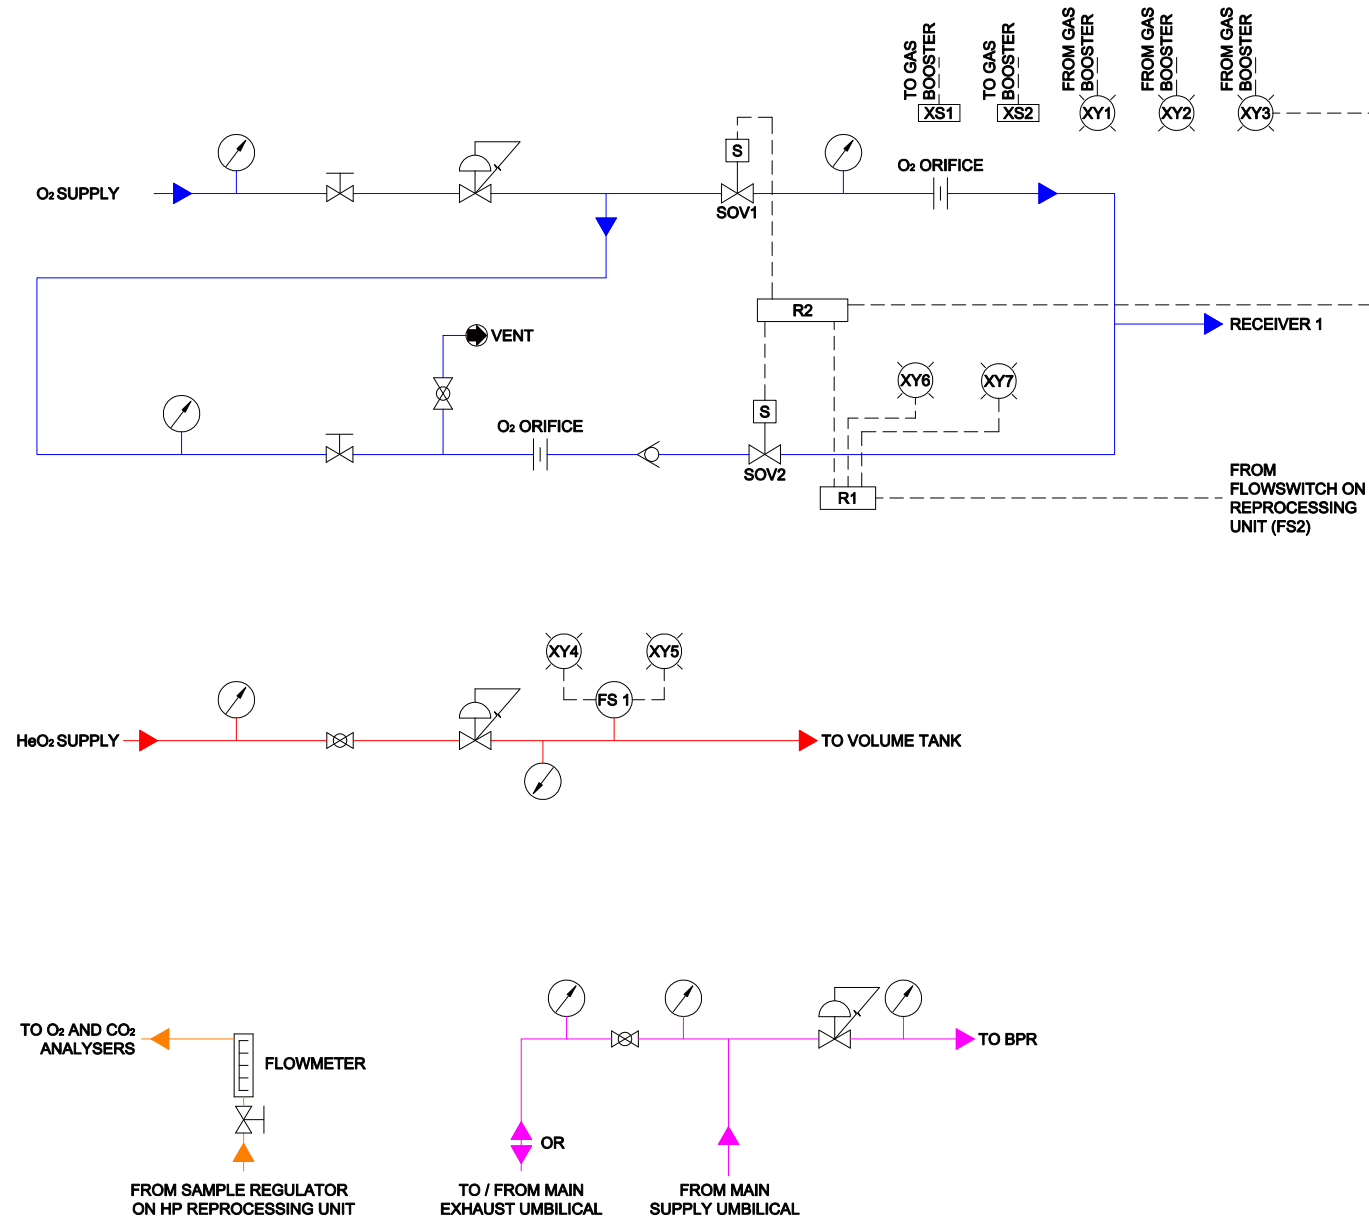 TO GAS
BOOSTER
TO GAS
BOOSTER
FROM GAS
BOOSTER
FROM GAS
BOOSTER
FROM GAS
BOOSTER
XS1
XS2
XY1
XY2
XY3
S
O₂ ORIFICE
O₂ SUPPLY
SOV1
R2
RECEIVER 1
VENT
XY6
XY7
S
O₂ ORIFICE
SOV2
R1
FROM
FLOWSWITCH ON
REPROCESSING
UNIT (FS2)
XY4
XY5
FS 1
HeO₂ SUPPLY
TO VOLUME TANK
TO O₂ AND CO₂
ANALYSERS
FLOWMETER
TO BPR
OR
FROM SAMPLE REGULATOR
ON HP REPROCESSING UNIT
TO / FROM MAIN
EXHAUST UMBILICAL
FROM MAIN
SUPPLY UMBILICAL